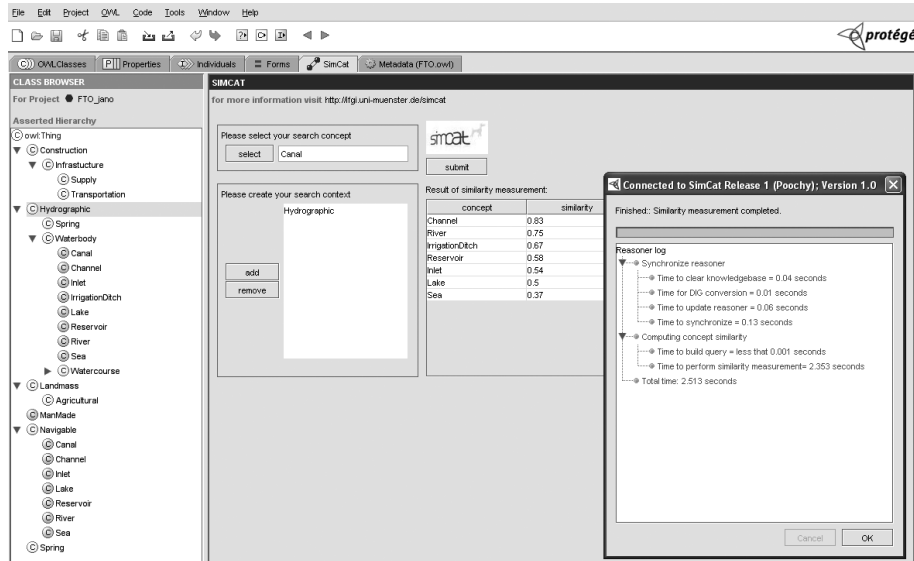 File Edit Project OWL Code Tools Window Help
protégé
OWLClasses Properties Individuals Forms SimCat Metadata (FTO.owl)
CLASS BROWSER
For Project FTO_jano
Asserted Hierarchy
owl:Thing
Construction
Infrastucture
Supply
Transportation
Hydrographic
Spring
Waterbody
Canal
Channel
Inlet
IrrigationDitch
Lake
Reservoir
River
Sea
Watercourse
Landmass
Agricultural
ManMade
Navigable
Canal
Channel
Inlet
Lake
Reservoir
River
Sea
Spring
SIMCAT
for more information visit http://ifgi.uni-muenster.de/simcat
Please select your search concept
select Canal
simcat
submit
Please create your search context
Hydrographic
add
remove
Result of similarity measurement:
concept similarity
Channel 0.83
River 0.75
IrrigationDitch 0.67
Reservoir 0.58
Inlet 0.54
Lake 0.5
Sea 0.37
Connected to SimCat Release 1 (Poochy); Version 1.0
Finished:: Similarity measurement completed.
Reasoner log
Synchronize reasoner
Time to clear knowledgebase = 0.04 seconds
Time for DIG conversion = 0.01 seconds
Time to update reasoner = 0.06 seconds
Time to synchronize = 0.13 seconds
Computing concept similarity
Time to build query = less that 0.001 seconds
Time to perform similarity measurement= 2.353 seconds
Total time: 2.513 seconds
Cancel OK